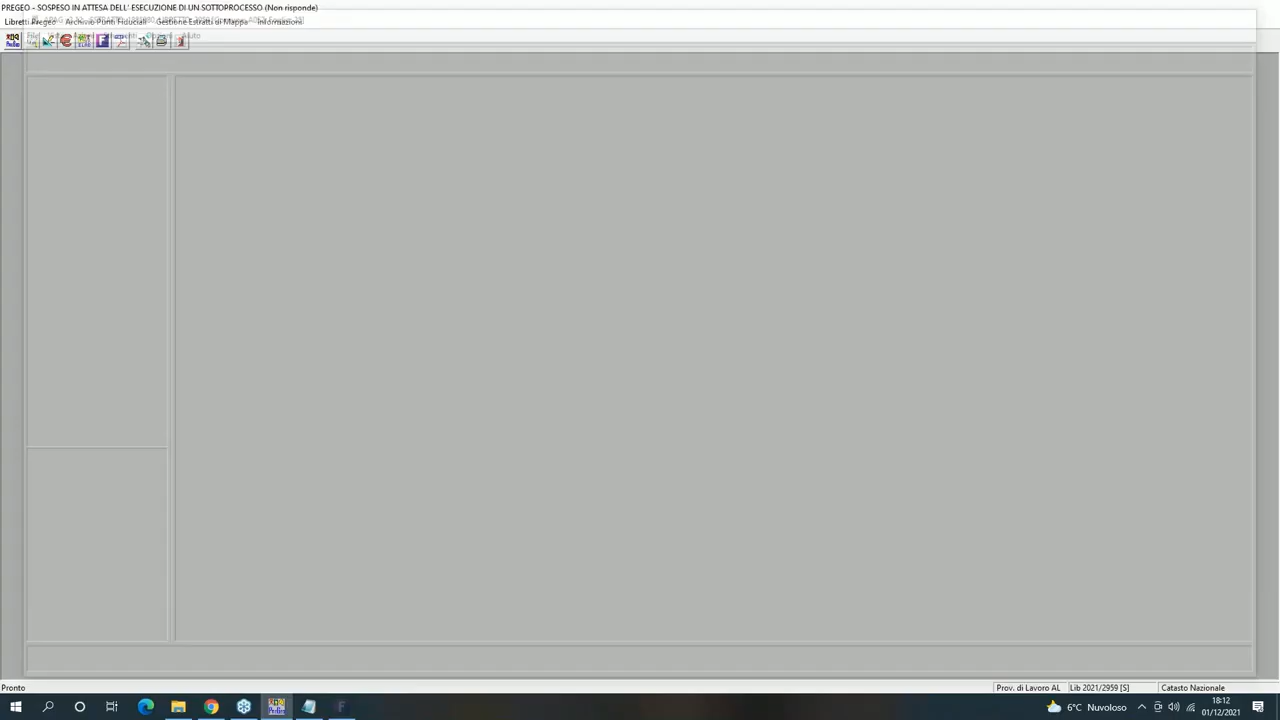 PREGEO - SOSPESO IN ATTESA DELL' ESECUZIONE DI UN SOTTOPROCESSO (Non risponde)
Libretti Pregeo Archivio Punti Fiduciali Gestione Estratti di Mappa Informazioni
File
Pronto
Prov. di Lavoro AL Lib 2021/2959 [S] Catasto Nazionale
6°C Nuvoloso
18:12
01/12/2021